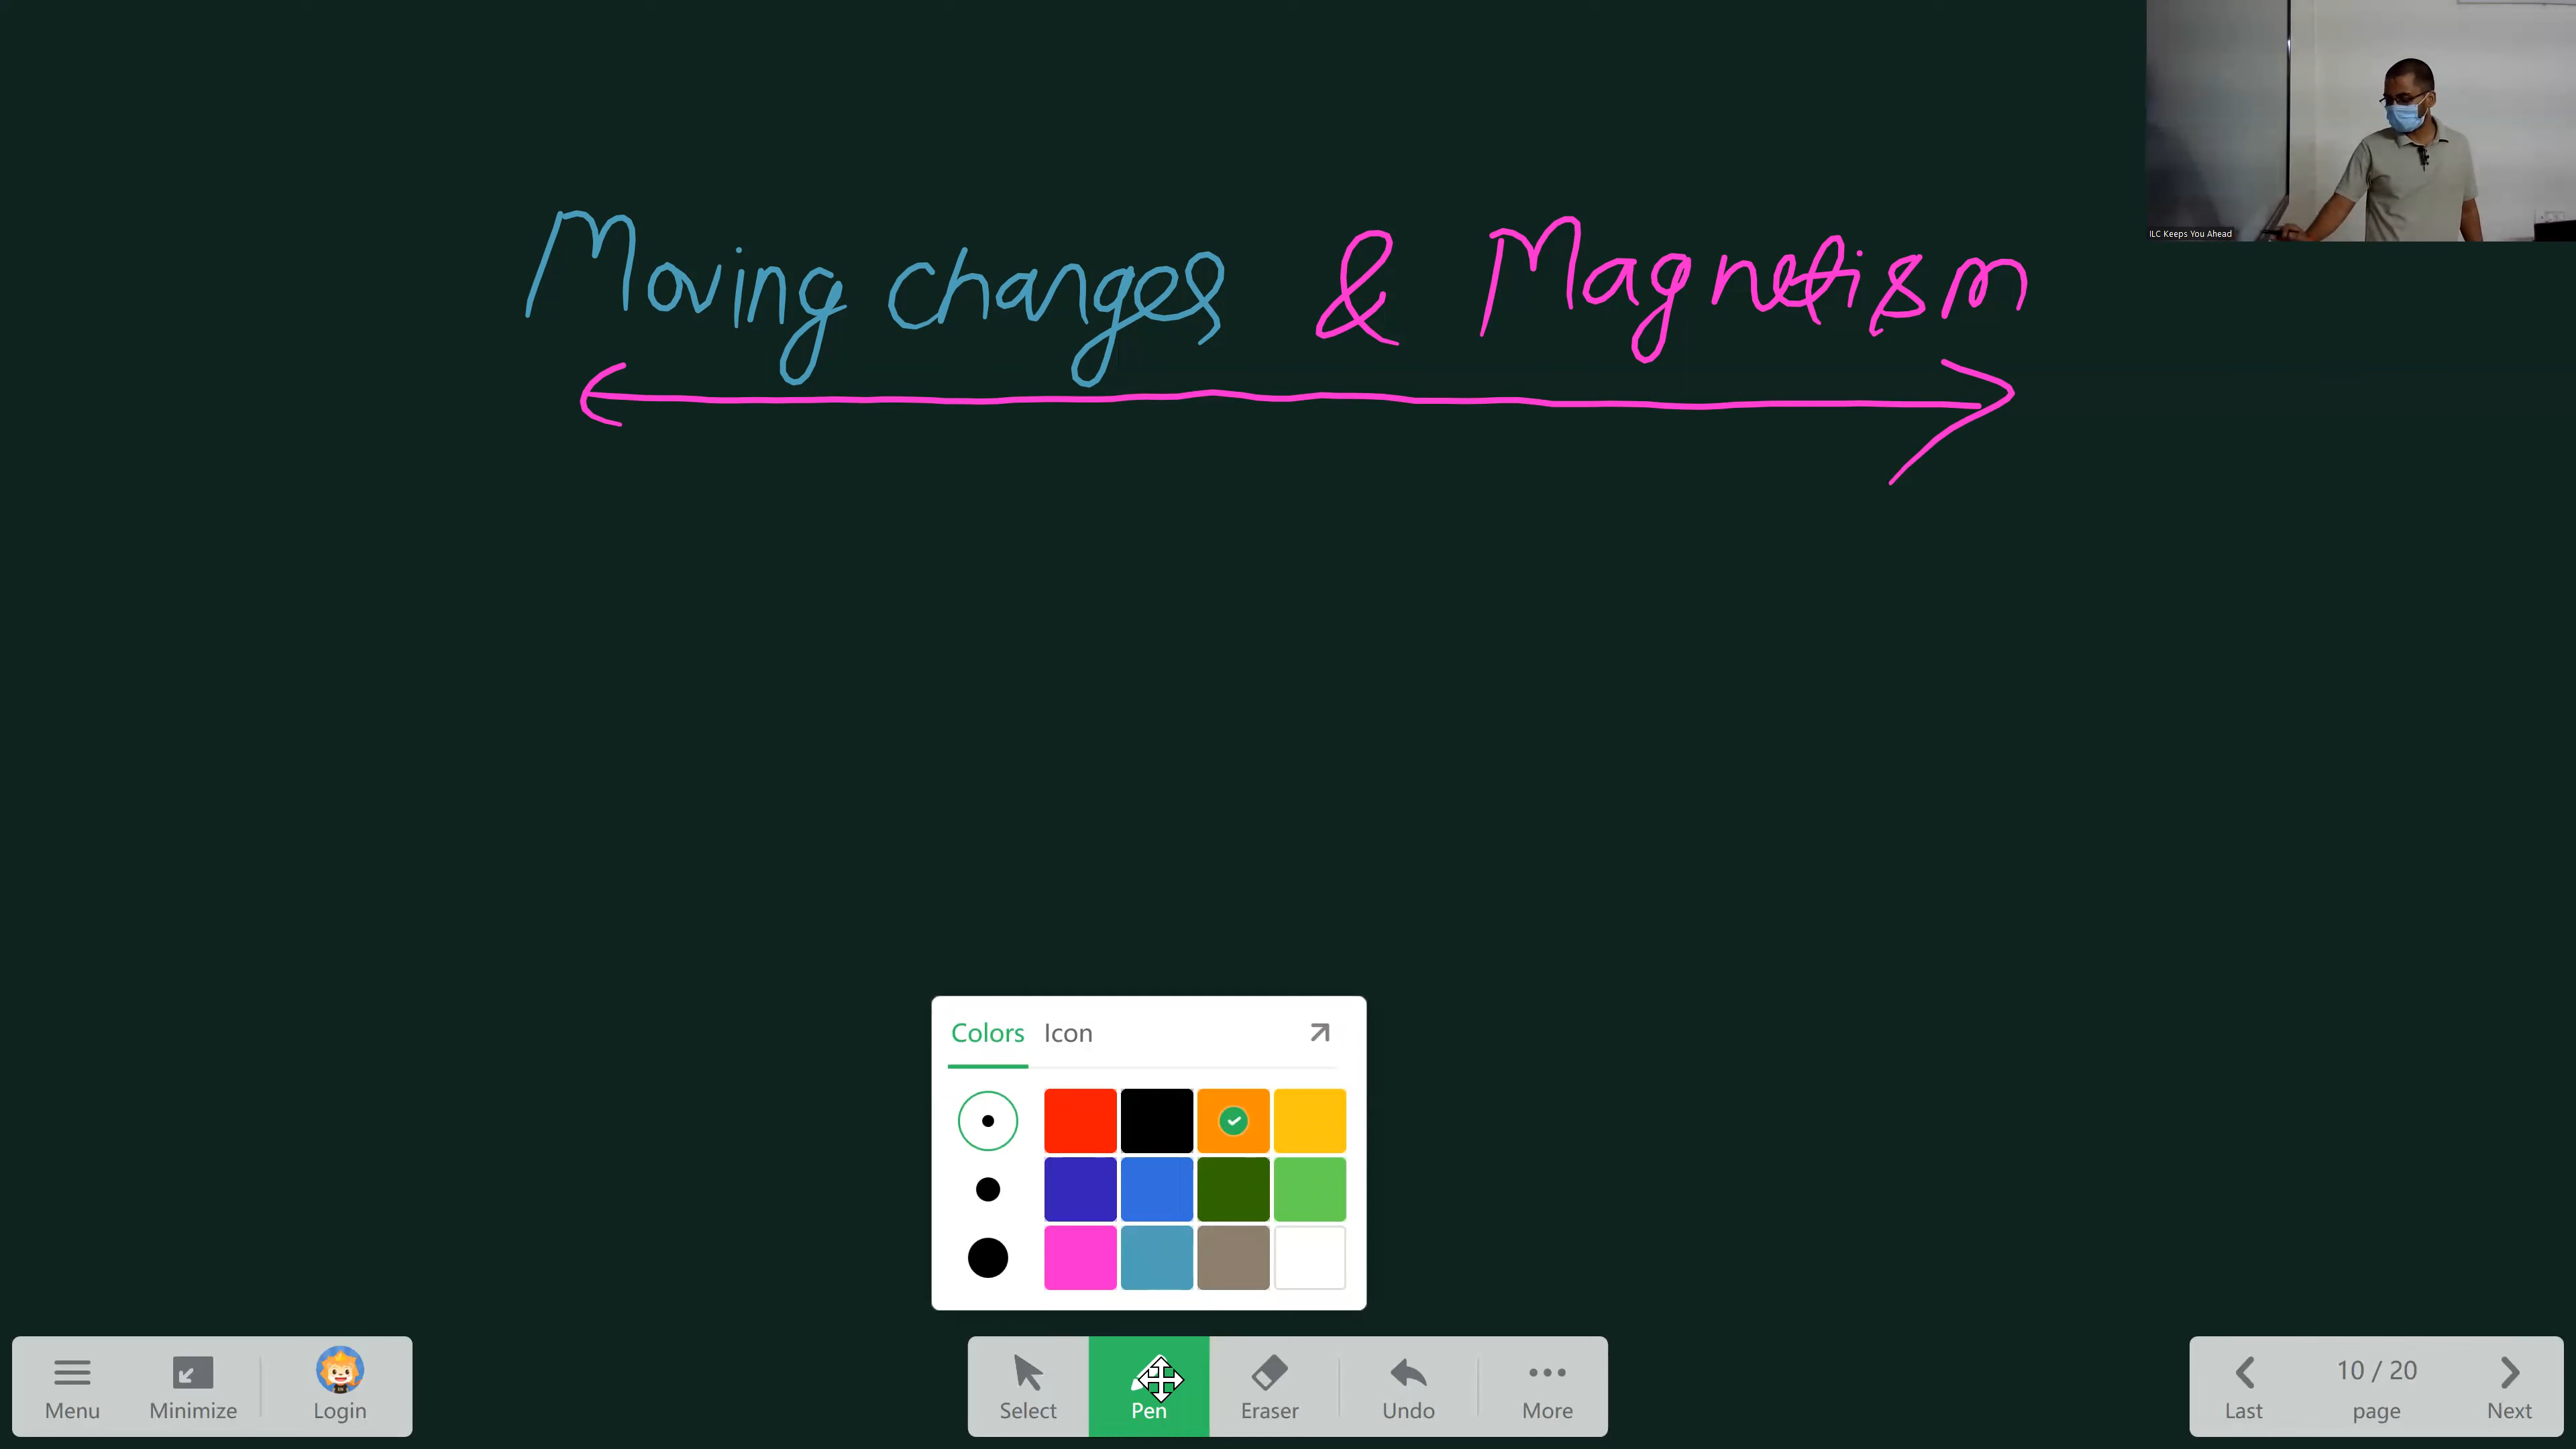 Moving changes & Magnetism
ILC Keeps You Ahead
Colors Icon
Menu Minimize Login
Select Pen Eraser Undo More
10 / 20
Last page Next